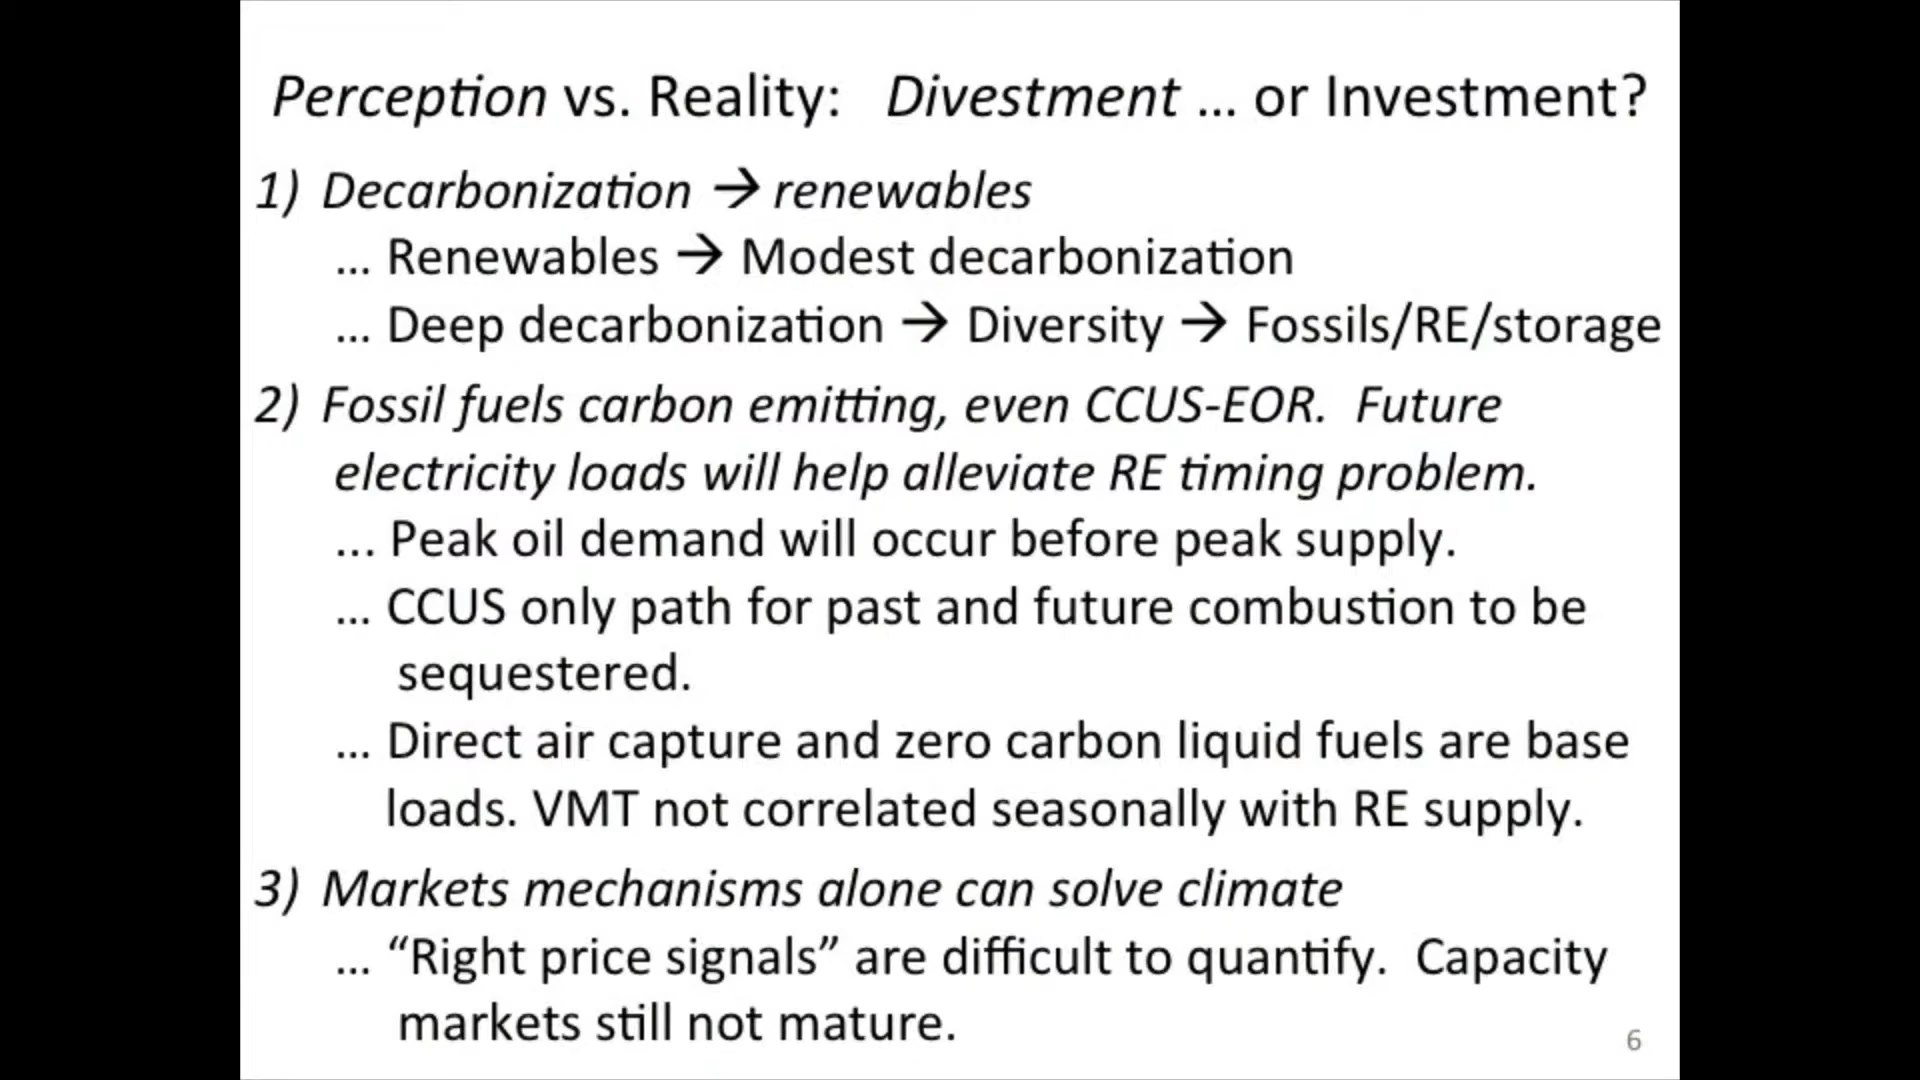 Perception vs. Reality: Divestment ... or Investment?
1) Decarbonization → renewables
... Renewables → Modest decarbonization
... Deep decarbonization → Diversity → Fossils/RE/storage
2) Fossil fuels carbon emitting, even CCUS-EOR. Future
electricity loads will help alleviate RE timing problem.
... Peak oil demand will occur before peak supply.
... CCUS only path for past and future combustion to be
sequestered.
... Direct air capture and zero carbon liquid fuels are base
loads. VMT not correlated seasonally with RE supply.
3) Markets mechanisms alone can solve climate
... “Right price signals” are difficult to quantify. Capacity
markets still not mature.
6